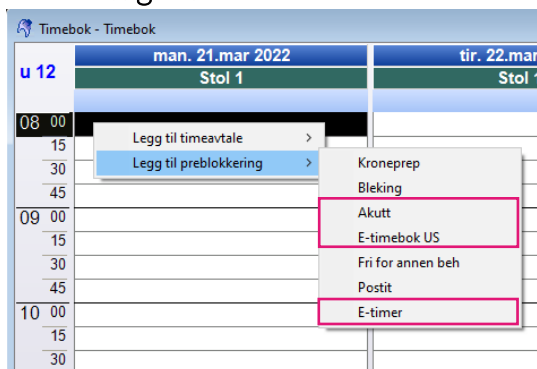 Timebok - Timebok
man. 21.mar 2022 tir. 22.mar
u 12
Stol 1 Stol
08 00
Legg til timeavtale >
15
Legg til preblokkering > Kroneprep
30
Bleking
45
Akutt
09 00
E-timebok US
15
Fri for annen beh
30
Postit
45
E-timer
10 00
15
30